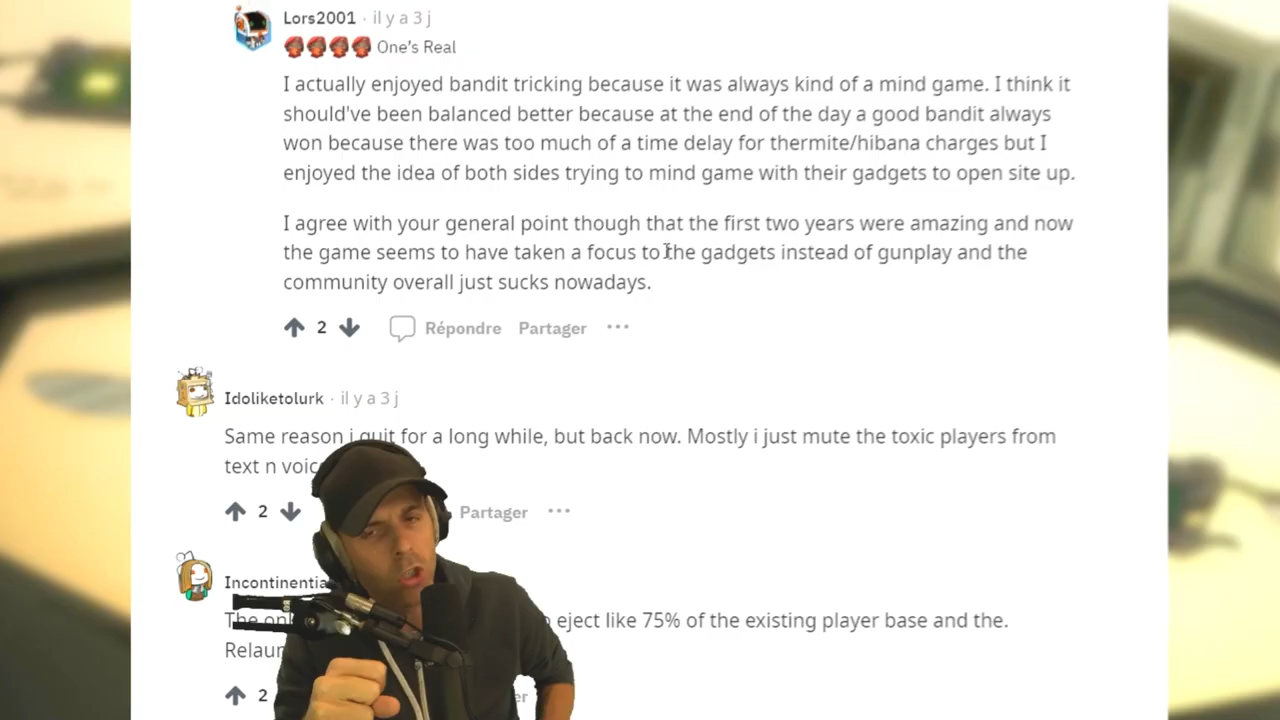 Lors2001 · il y a 3 j
One's Real
I actually enjoyed bandit tricking because it was always kind of a mind game. I think it
should've been balanced better because at the end of the day a good bandit always
won because there was too much of a time delay for thermite/hibana charges but I
enjoyed the idea of both sides trying to mind game with their gadgets to open site up.
I agree with your general point though that the first two years were amazing and now
the game seems to have taken a focus to the gadgets instead of gunplay and the
community overall just sucks nowadays.
2 Répondre Partager ...
Idoliketolurk · il y a 3 j
Same reason i quit for a long while, but back now. Mostly i just mute the toxic players from
text n
2 Partager ...
The eject like 75% of the existing player base and the.
2